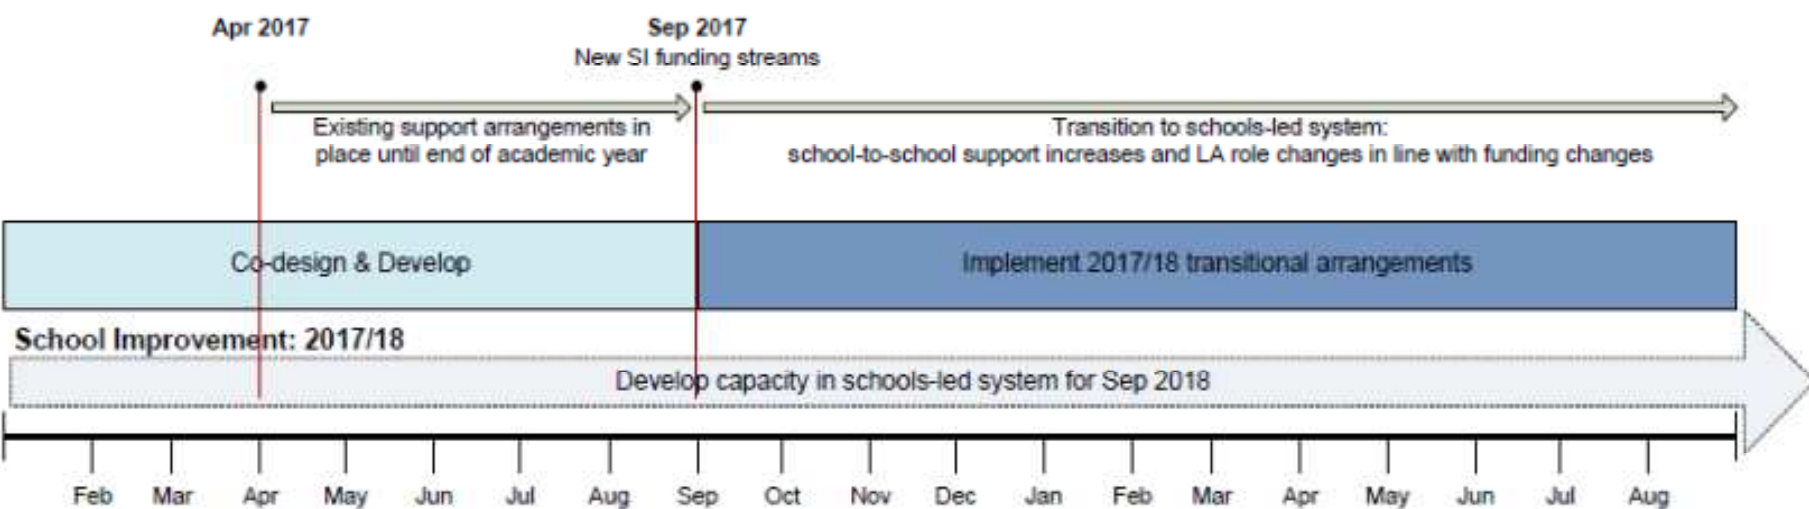 Apr 2017
Sep 2017
New SI funding streams
Existing support arrangements in
place until end of academic year
Transition to schools-led system:
school-to-school support increases and LA role changes in line with funding changes
Co-design & Develop
Implement 2017/18 transitional arrangements
School Improvement: 2017/18
Develop capacity in schools-led system for Sep 2018
Feb Mar Apr May Jun Jul Aug Sep Oct Nov Dec Jan Feb Mar Apr May Jun Jul Aug